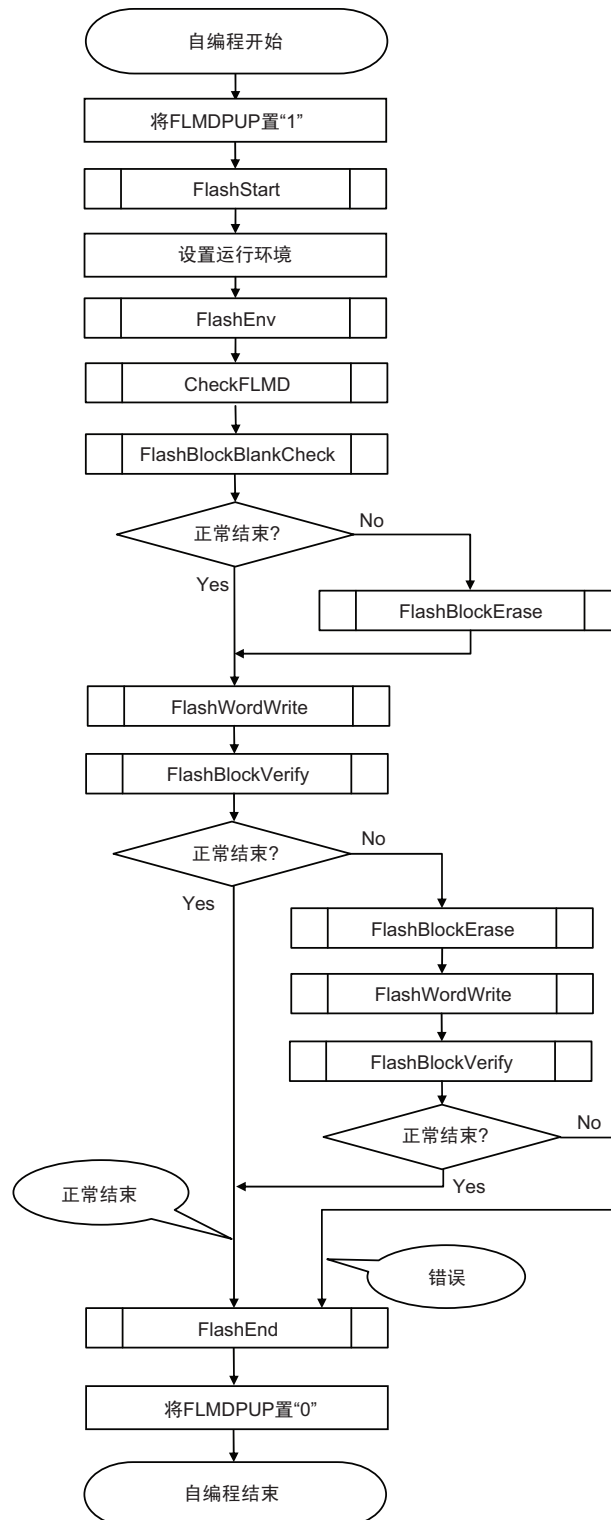 自编程开始
将FLMDPUP置“1”
FlashStart
设置运行环境
FlashEnv
CheckFLMD
FlashBlockBlankCheck
正常结束?
No
Yes
FlashBlockErase
FlashWordWrite
FlashBlockVerify
正常结束?
No
Yes
FlashBlockErase
FlashWordWrite
FlashBlockVerify
正常结束?
No
Yes
正常结束
错误
FlashEnd
将FLMDPUP置“0”
自编程结束